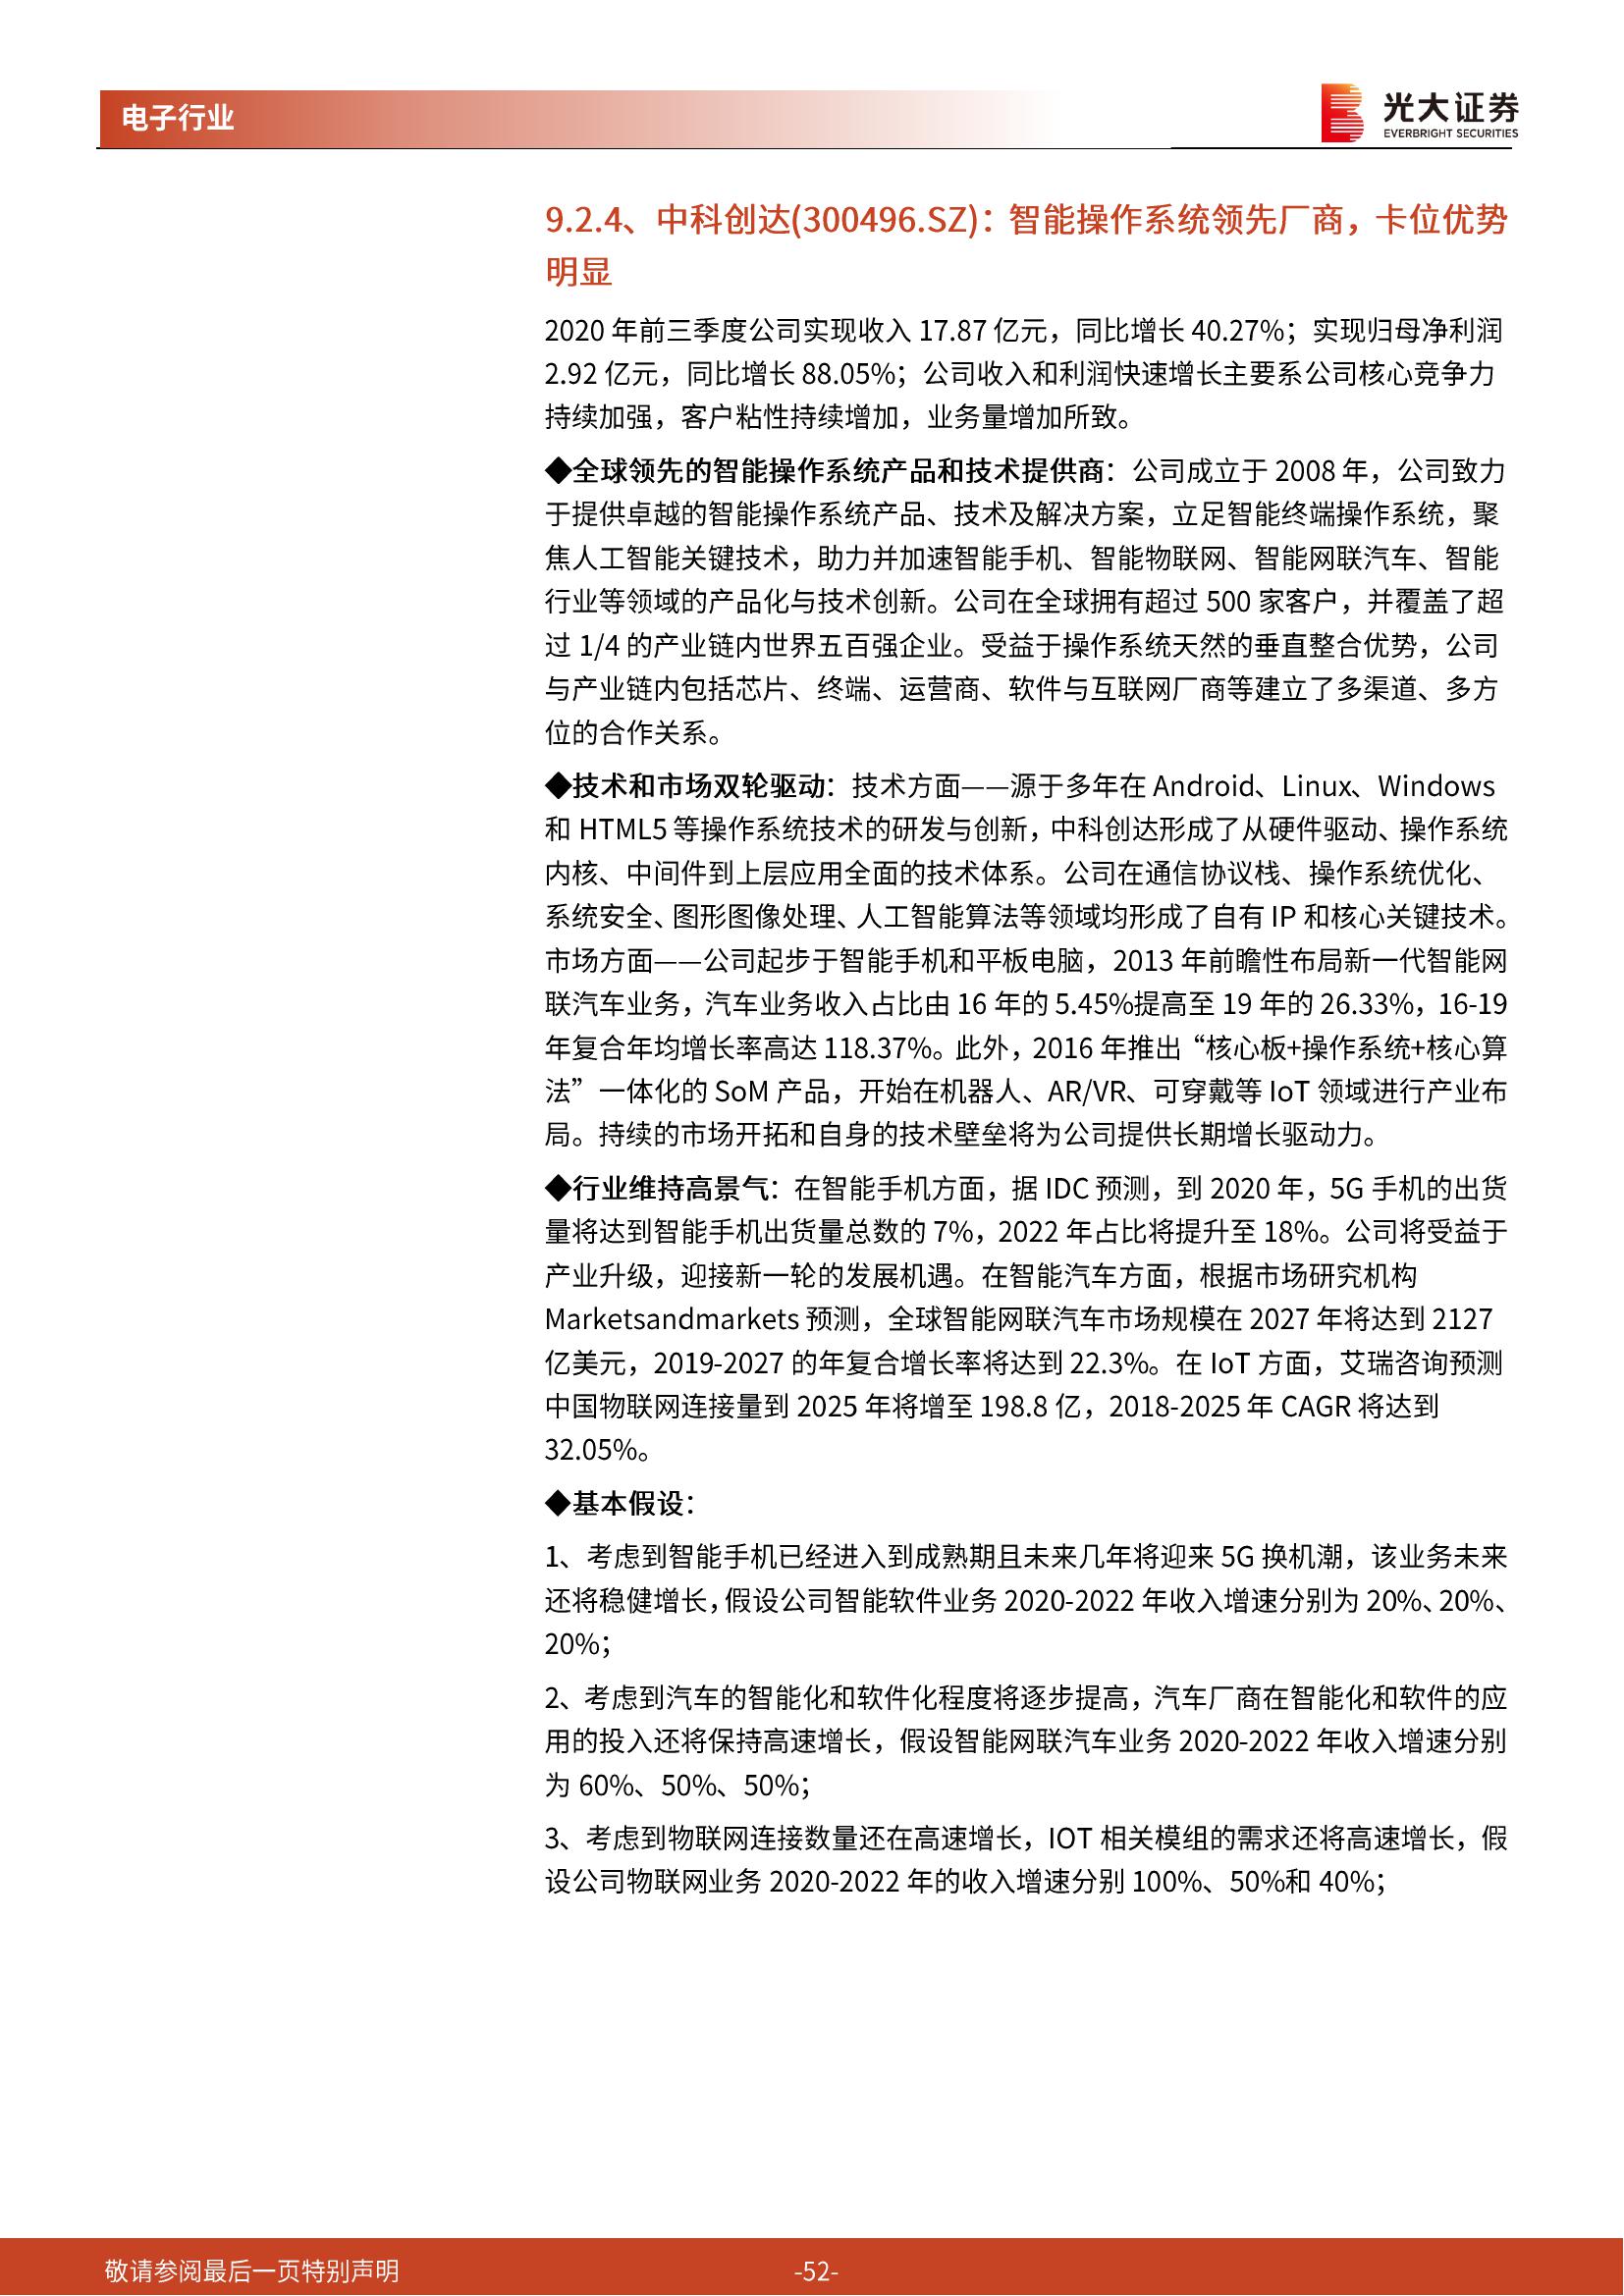 电子行业
光大证券
EVERBRIGHT SECURITIES
9.2.4、中科创达(300496.SZ)：智能操作系统领先厂商，卡位优势
明显
2020 年前三季度公司实现收入 17.87 亿元，同比增长 40.27%；实现归母净利润
2.92 亿元，同比增长 88.05%；公司收入和利润快速增长主要系公司核心竞争力
持续加强，客户粘性持续增加，业务量增加所致。
◆全球领先的智能操作系统产品和技术提供商：公司成立于 2008 年，公司致力
于提供卓越的智能操作系统产品、技术及解决方案，立足智能终端操作系统，聚
焦人工智能关键技术，助力并加速智能手机、智能物联网、智能网联汽车、智能
行业等领域的产品化与技术创新。公司在全球拥有超过 500 家客户，并覆盖了超
过 1/4 的产业链内世界五百强企业。受益于操作系统天然的垂直整合优势，公司
与产业链内包括芯片、终端、运营商、软件与互联网厂商等建立了多渠道、多方
位的合作关系。
◆技术和市场双轮驱动：技术方面——源于多年在 Android、Linux、Windows
和 HTML5 等操作系统技术的研发与创新，中科创达形成了从硬件驱动、操作系统
内核、中间件到上层应用全面的技术体系。公司在通信协议栈、操作系统优化、
系统安全、图形图像处理、人工智能算法等领域均形成了自有 IP 和核心关键技术。
市场方面——公司起步于智能手机和平板电脑，2013 年前瞻性布局新一代智能网
联汽车业务，汽车业务收入占比由 16 年的 5.45%提高至 19 年的 26.33%，16-19
年复合年均增长率高达 118.37%。此外，2016 年推出“核心板+操作系统+核心算
法”一体化的 SoM 产品，开始在机器人、AR/VR、可穿戴等 IoT 领域进行产业布
局。持续的市场开拓和自身的技术壁垒将为公司提供长期增长驱动力。
◆行业维持高景气：在智能手机方面，据 IDC 预测，到 2020 年，5G 手机的出货
量将达到智能手机出货量总数的 7%，2022 年占比将提升至 18%。公司将受益于
产业升级，迎接新一轮的发展机遇。在智能汽车方面，根据市场研究机构
Marketsandmarkets 预测，全球智能网联汽车市场规模在 2027 年将达到 2127
亿美元，2019-2027 的年复合增长率将达到 22.3%。在 IoT 方面，艾瑞咨询预测
中国物联网连接量到 2025 年将增至 198.8 亿，2018-2025 年 CAGR 将达到
32.05%。
◆基本假设：
1、考虑到智能手机已经进入到成熟期且未来几年将迎来 5G 换机潮，该业务未来
还将稳健增长，假设公司智能软件业务 2020-2022 年收入增速分别为 20%、20%、
20%；
2、考虑到汽车的智能化和软件化程度将逐步提高，汽车厂商在智能化和软件的应
用的投入还将保持高速增长，假设智能网联汽车业务 2020-2022 年收入增速分别
为 60%、50%、50%；
3、考虑到物联网连接数量还在高速增长，IOT 相关模组的需求还将高速增长，假
设公司物联网业务 2020-2022 年的收入增速分别 100%、50%和 40%；
敬请参阅最后一页特别声明
-52-